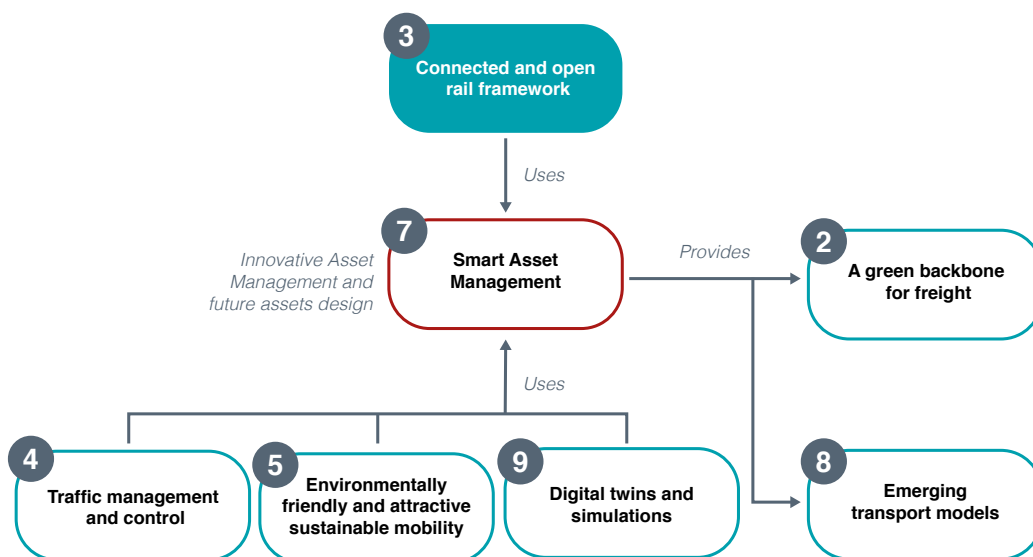 3
Connected and open
rail framework
Uses
7
Smart Asset
Management
Innovative Asset
Management and
future assets design
Provides
2
A green backbone
for freight
Uses
4
Traffic management
and control
5
Environmentally
friendly and attractive
sustainable mobility
9
Digital twins and
simulations
8
Emerging
transport models